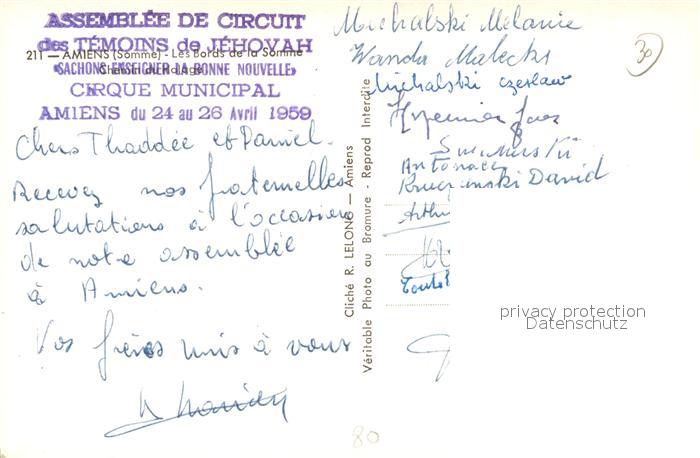 ASSEMBLÉE DE CIRCUIT
des TÉMOINS de JÉHOVAH
211 — AMIENS (Somme) - Les Bords de la Somme
"SACHONS ENSEIGNER LA BONNE NOUVELLE"
CIRQUE MUNICIPAL
AMIENS du 24 au 26 Avril 1959
Chers Thaddée et Daniel.
Recevez nos fraternelles
salutations à l'occasion
de notre assemblée
à Amiens.
Vos frères unis à vous
Cliché R. LELONG — Amiens
Véritable Photo au Bromure - Reprod Interdite
Michalski Mélanie
Wanda Malecki
Michalski Czeslaw
Antonacz
David
Arthu
30
80
privacy protection
Datenschutz